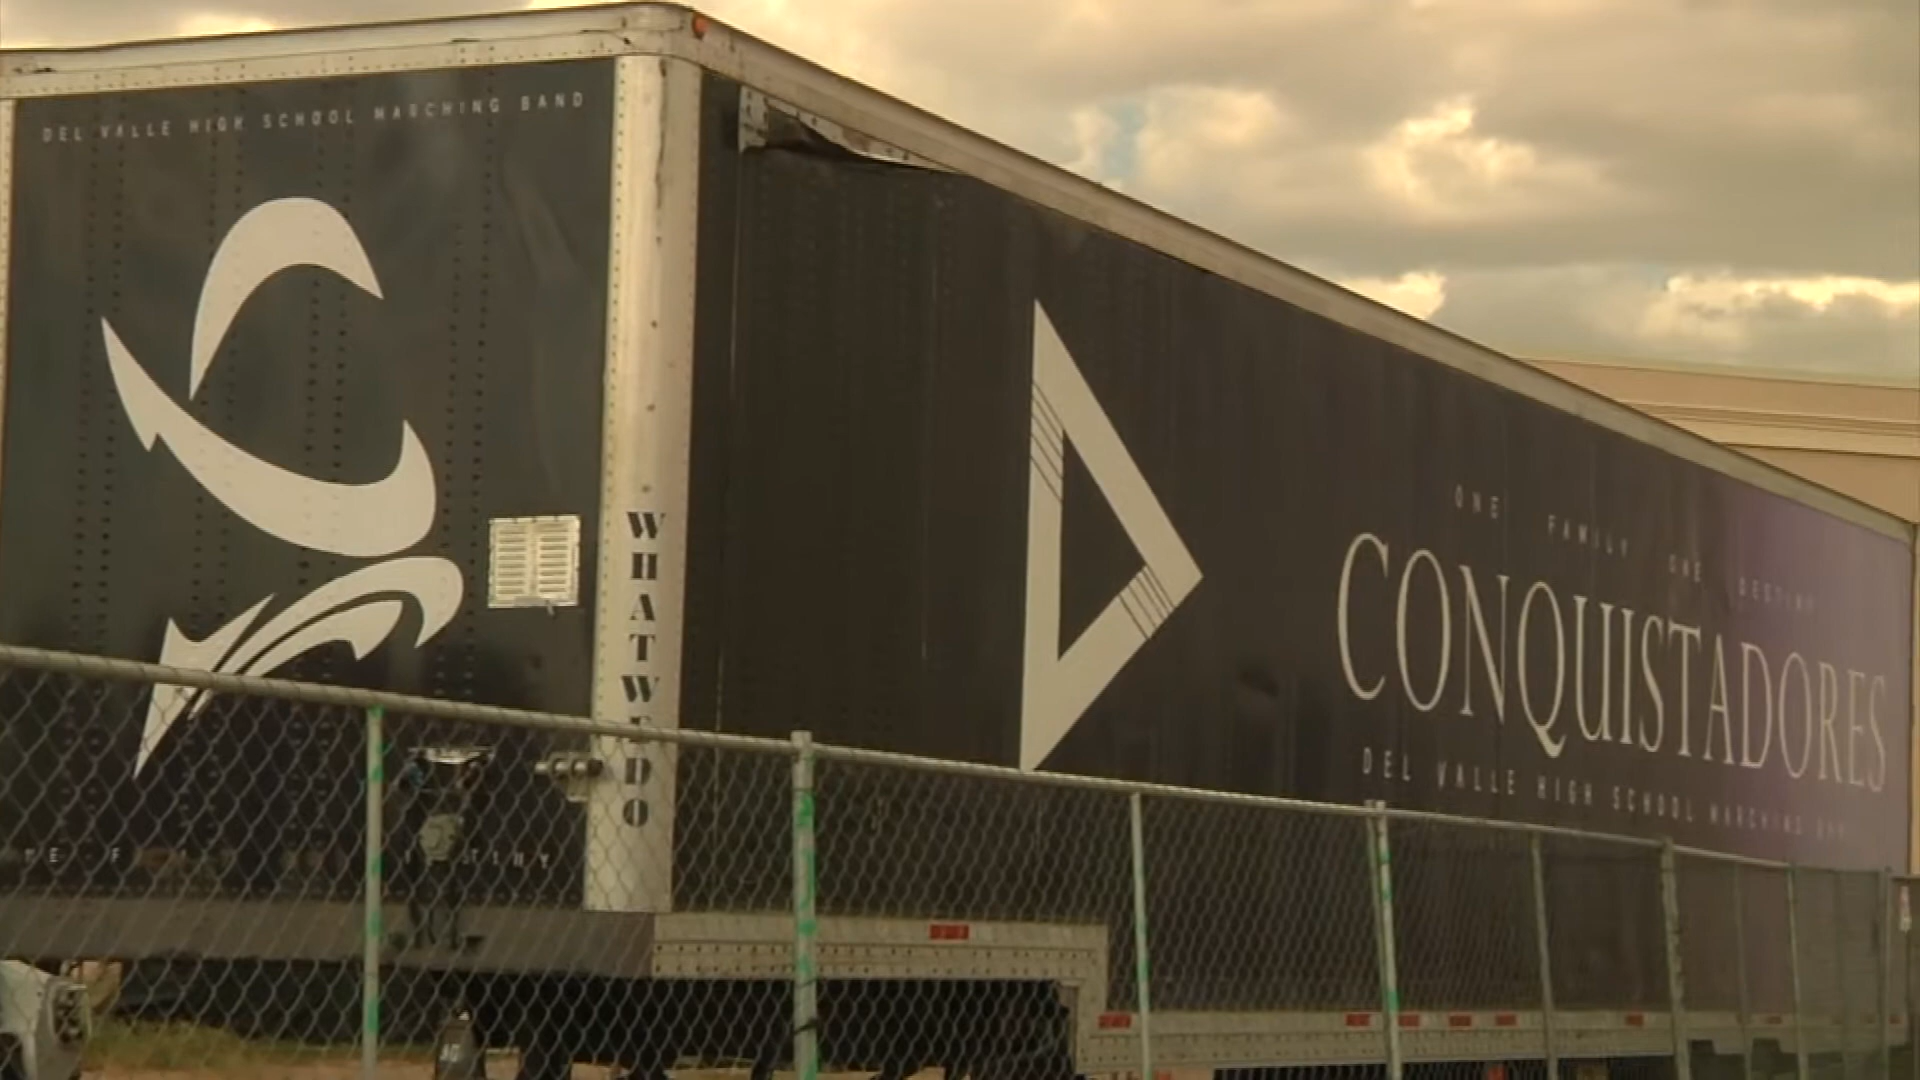 DEL VALLE HIGH SCHOOL MARCHING BAND
WHATWEDO
ONE FAMILY ONE DESTINY
CONQUISTADORES
DEL VALLE HIGH SCHOOL MARCHING BAND